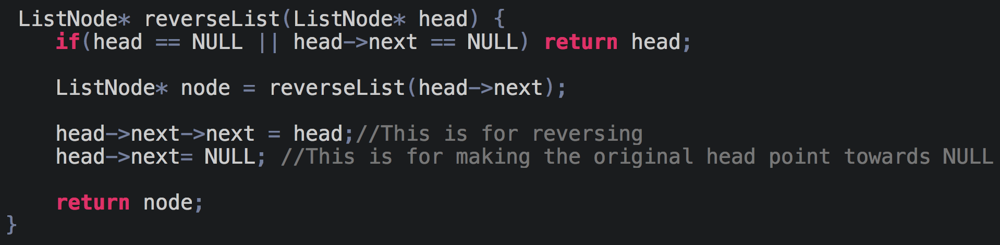 ListNode* reverseList(ListNode* head) {
if(head == NULL || head->next == NULL) return head;
ListNode* node = reverseList(head->next);
head->next->next = head;//This is for reversing
head->next= NULL; //This is for making the original head point towards NULL
return node;
}